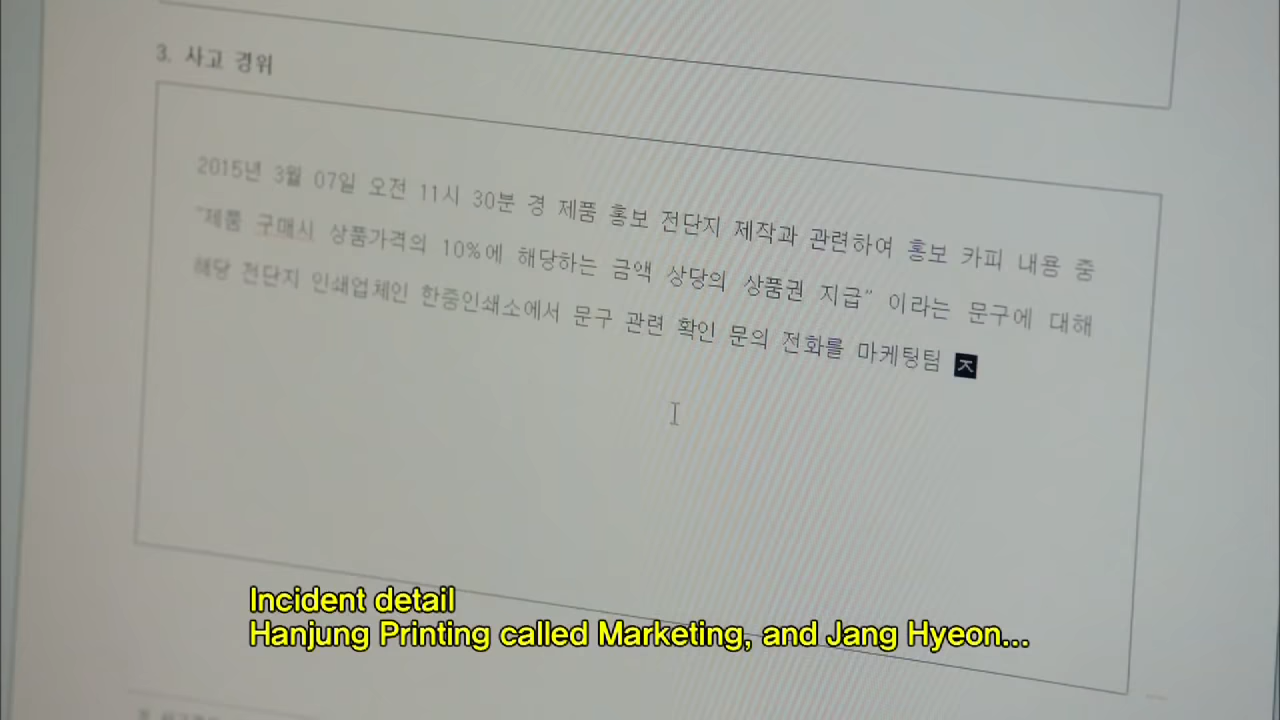 3. 사고 경위
2015년 3월 07일 오전 11시 30분 경 제품 홍보 전단지 제작과 관련하여 홍보 카피 내용 중
"제품 구매시 상품가격의 10%에 해당하는 금액 상당의 상품권 지급" 이라는 문구에 대해
해당 전단지 인쇄업체인 한중인쇄소에서 문구 관련 확인 문의 전화를 마케팅팀 ㅈ
Incident detail
Hanjung Printing called Marketing, and Jang Hyeon...